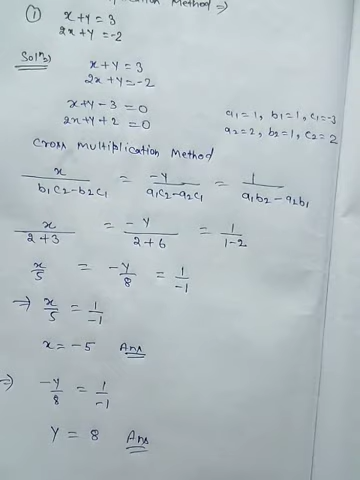 Method ⇒
① x+y = 3
2x+y = -2
Solⁿ⇒ x+y = 3
2x+y = -2
x+y-3 = 0
2x+y+2 = 0
a₁=1, b₁=1, c₁=-3
a₂=2, b₂=1, c₂=2
Cross Multiplication Method
x/(b₁c₂-b₂c₁) = -y/(a₁c₂-a₂c₁) = 1/(a₁b₂-a₂b₁)
x/(2+3) = -y/(2+6) = 1/(1-2)
x/5 = -y/8 = 1/-1
⇒ x/5 = 1/-1
x = -5 Ans
⇒ -y/8 = 1/-1
y = 8 Ans